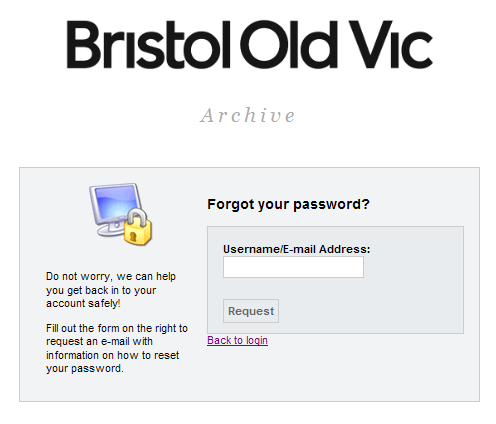 Bristol Old Vic
Archive
Do not worry, we can help
you get back in to your
account safely!
Fill out the form on the right to
request an e-mail with
information on how to reset
your password.
Forgot your password?
Username/E-mail Address:
Request
Back to login